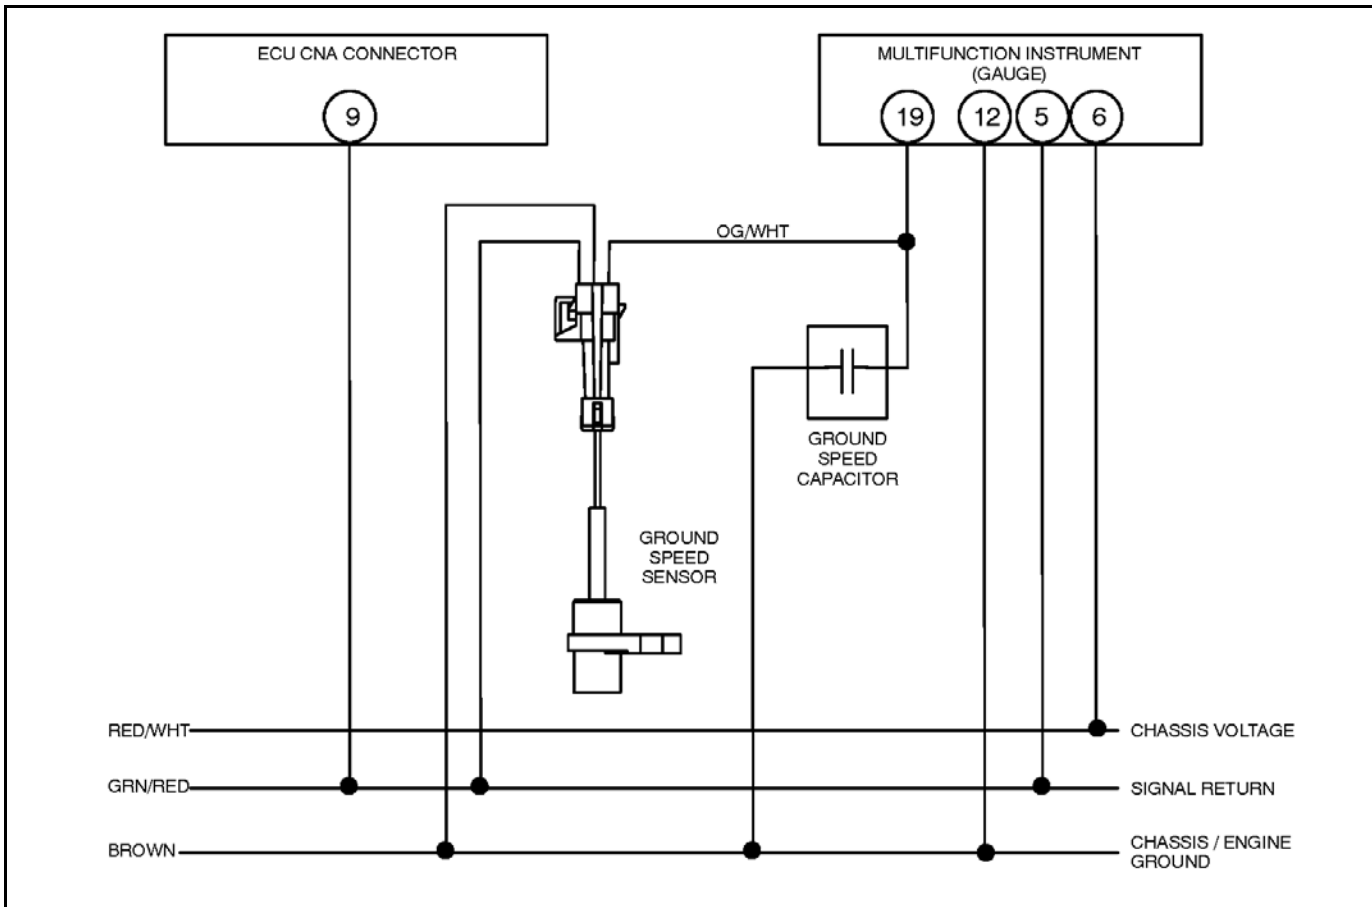 ECU CNA CONNECTOR
9
MULTIFUNCTION INSTRUMENT
(GAUGE)
19
12
5
6
OG/WHT
GROUND
SPEED
CAPACITOR
GROUND
SPEED
SENSOR
RED/WHT
CHASSIS VOLTAGE
GRN/RED
SIGNAL RETURN
BROWN
CHASSIS / ENGINE
GROUND